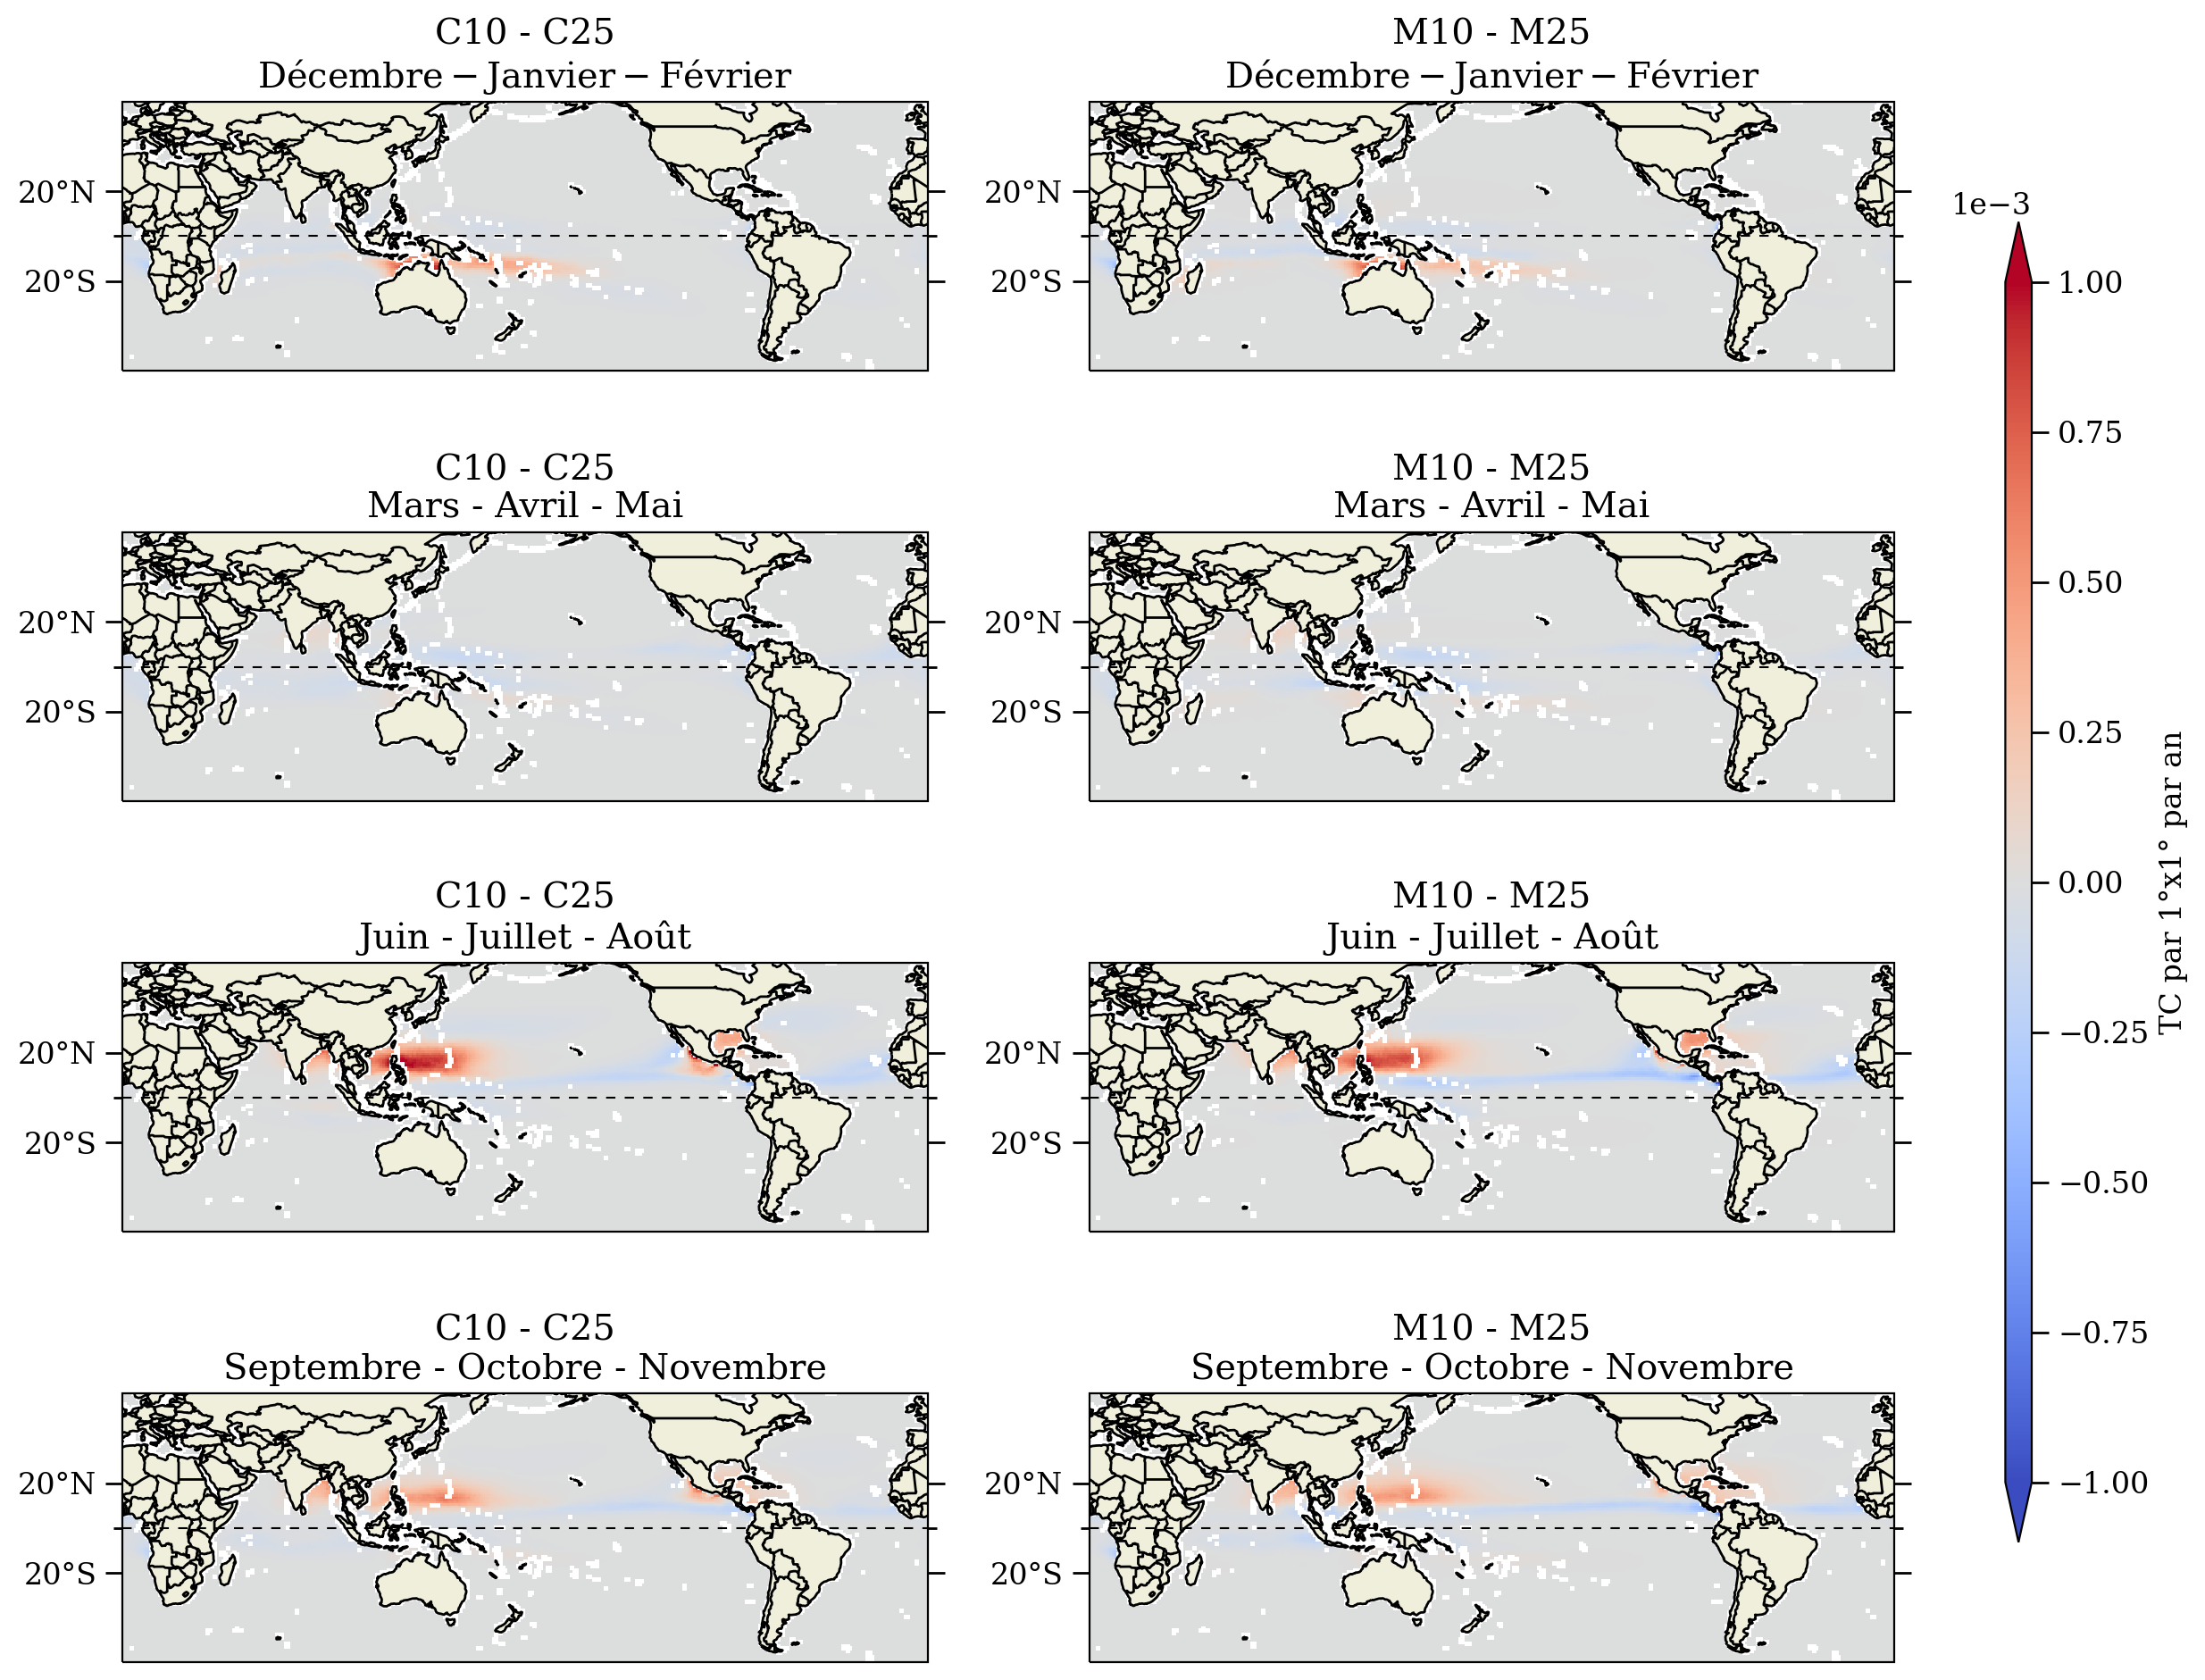 C10 - C25
Décembre − Janvier − Février
M10 - M25
Décembre − Janvier − Février
20°N
20°S
20°N
20°S
C10 - C25
Mars - Avril - Mai
M10 - M25
Mars - Avril - Mai
20°N
20°S
20°N
20°S
C10 - C25
Juin - Juillet - Août
M10 - M25
Juin - Juillet - Août
20°N
20°S
20°N
20°S
C10 - C25
Septembre - Octobre - Novembre
M10 - M25
Septembre - Octobre - Novembre
20°N
20°S
20°N
20°S
1e−3
1.00
0.75
0.50
0.25
0.00
−0.25
−0.50
−0.75
−1.00
TC par 1°x1° par an